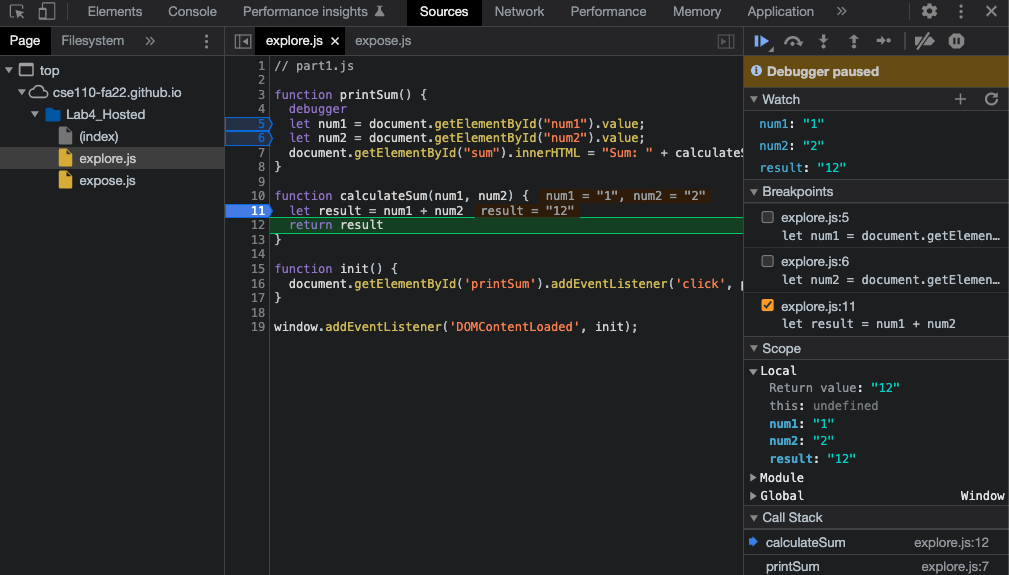 Elements Console Performance insights Sources Network Performance Memory Application »
Page Filesystem »
explore.js × expose.js
top
cse110-fa22.github.io
Lab4_Hosted
(index)
explore.js
expose.js
1 // part1.js
2
3 function printSum() {
4 debugger
5 let num1 = document.getElementById("num1").value;
6 let num2 = document.getElementById("num2").value;
7 document.getElementById("sum").innerHTML = "Sum: " + calculate
8 }
9
10 function calculateSum(num1, num2) { num1 = "1", num2 = "2"
11 let result = num1 + num2 result = "12"
12 return result
13 }
14
15 function init() {
16 document.getElementById('printSum').addEventListener('click',
17 }
18
19 window.addEventListener('DOMContentLoaded', init);
Debugger paused
Watch
num1: "1"
num2: "2"
result: "12"
Breakpoints
explore.js:5
let num1 = document.getElemen…
explore.js:6
let num2 = document.getElemen…
explore.js:11
let result = num1 + num2
Scope
Local
Return value: "12"
this: undefined
num1: "1"
num2: "2"
result: "12"
Module
Global Window
Call Stack
calculateSum explore.js:12
printSum explore.js:7